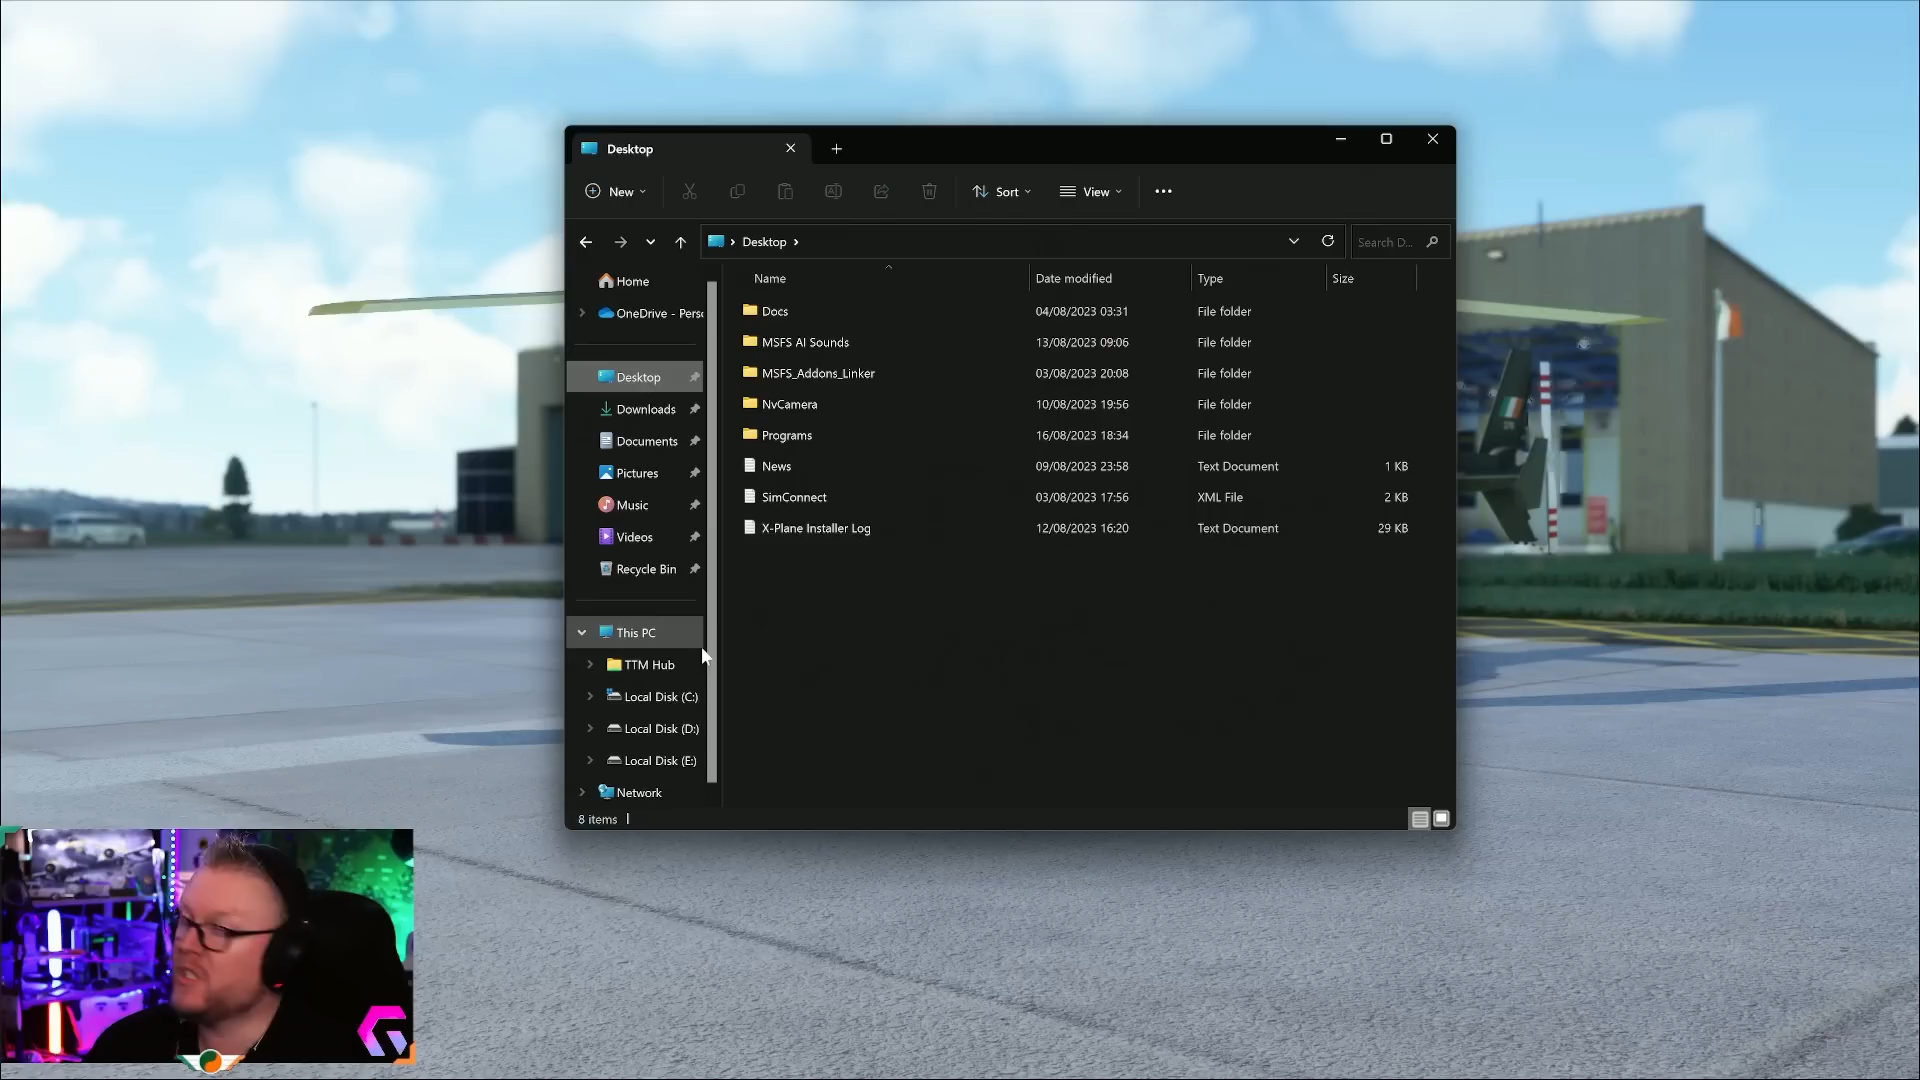 Desktop
New
Sort
View
Desktop
Search D...
Home
OneDrive - Perso
Desktop
Downloads
Documents
Pictures
Music
Videos
Recycle Bin
This PC
TTM Hub
Local Disk (C:)
Local Disk (D:)
Local Disk (E:)
Network
Name Date modified Type Size
Docs 04/08/2023 03:31 File folder
MSFS AI Sounds 13/08/2023 09:06 File folder
MSFS_Addons_Linker 03/08/2023 20:08 File folder
NvCamera 10/08/2023 19:56 File folder
Programs 16/08/2023 18:34 File folder
News 09/08/2023 23:58 Text Document 1 KB
SimConnect 03/08/2023 17:56 XML File 2 KB
X-Plane Installer Log 12/08/2023 16:20 Text Document 29 KB
8 items